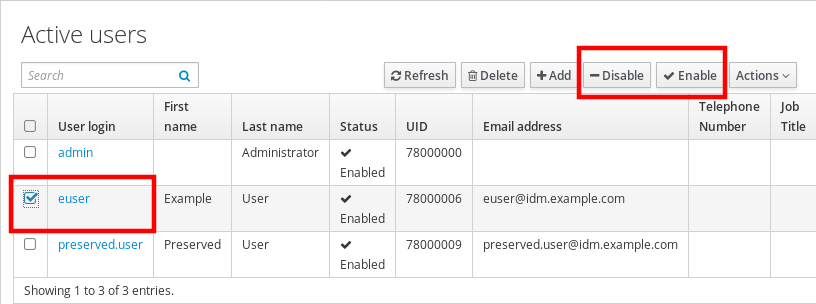 Active users
Search Refresh Delete Add Disable Enable Actions
User login First name Last name Status UID Email address Telephone Number Job Title
admin Administrator Enabled 78000000
euser Example User Enabled 78000006 euser@idm.example.com
preserved.user Preserved User Enabled 78000009 preserved.user@idm.example.com
Showing 1 to 3 of 3 entries.